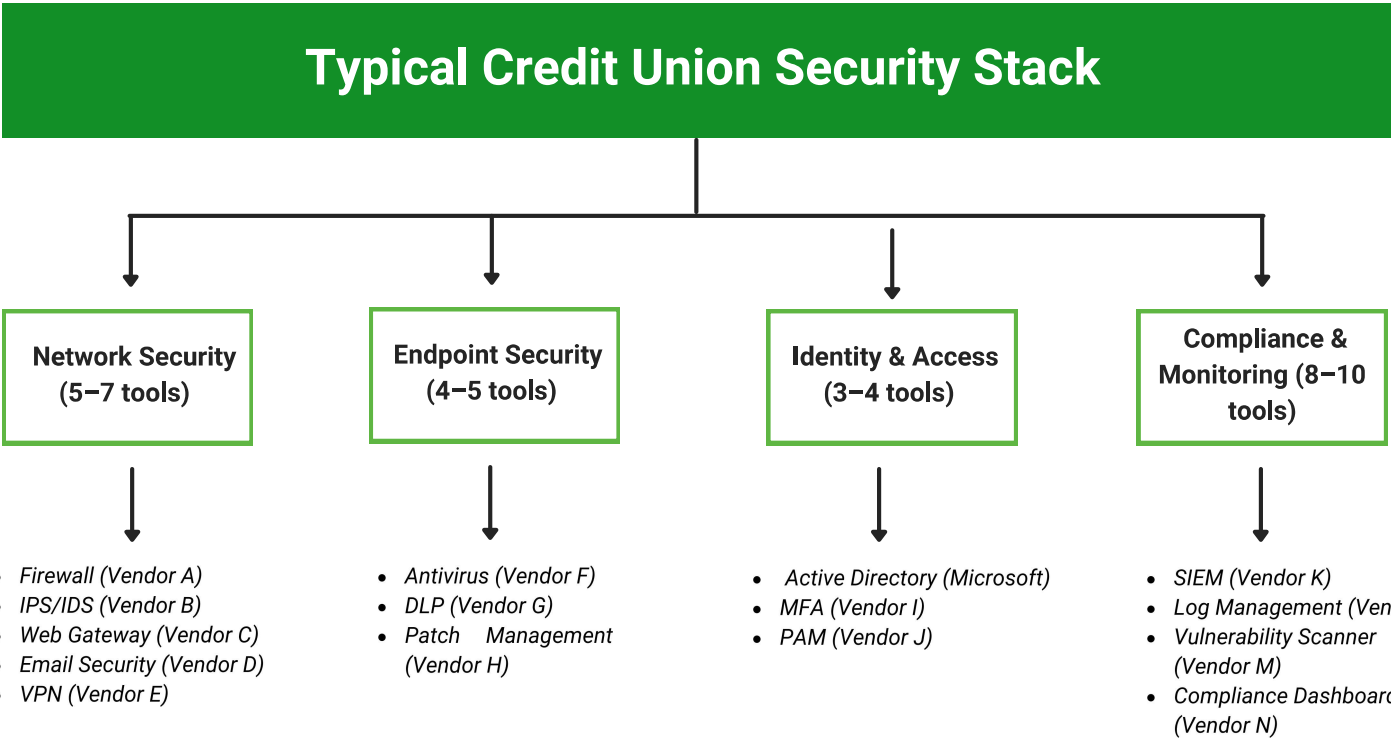 Typical Credit Union Security Stack
Network Security
(5–7 tools)
Endpoint Security
(4–5 tools)
Identity & Access
(3–4 tools)
Compliance &
Monitoring (8–10
tools)
Firewall (Vendor A)
IPS/IDS (Vendor B)
Web Gateway (Vendor C)
Email Security (Vendor D)
VPN (Vendor E)
• Antivirus (Vendor F)
• DLP (Vendor G)
• Patch Management
(Vendor H)
• Active Directory (Microsoft)
• MFA (Vendor I)
• PAM (Vendor J)
• SIEM (Vendor K)
• Log Management
• Vulnerability Scanner
(Vendor M)
• Compliance Dashboard
(Vendor N)